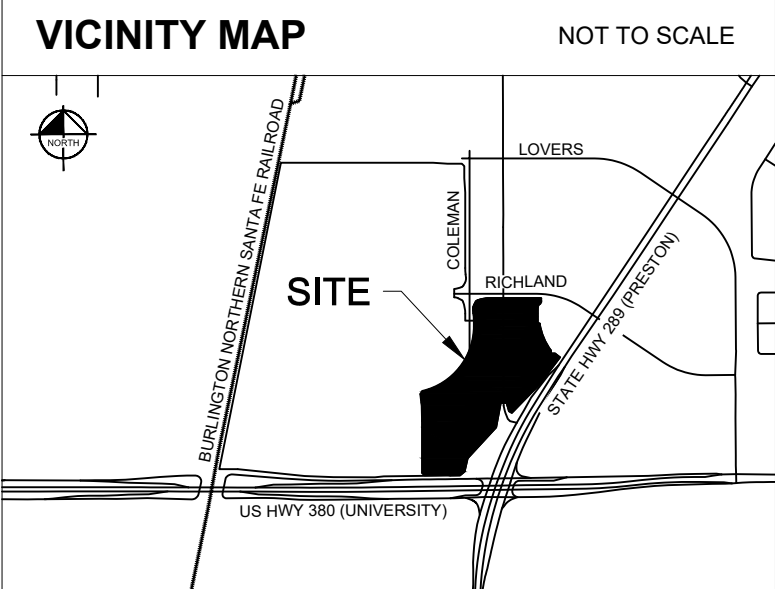 VICINITY MAP
NOT TO SCALE
NORTH
BURLINGTON NORTHERN SANTA FE RAILROAD
LOVERS
COLEMAN
SITE
RICHLAND
STATE HWY 289 (PRESTON)
US HWY 380 (UNIVERSITY)